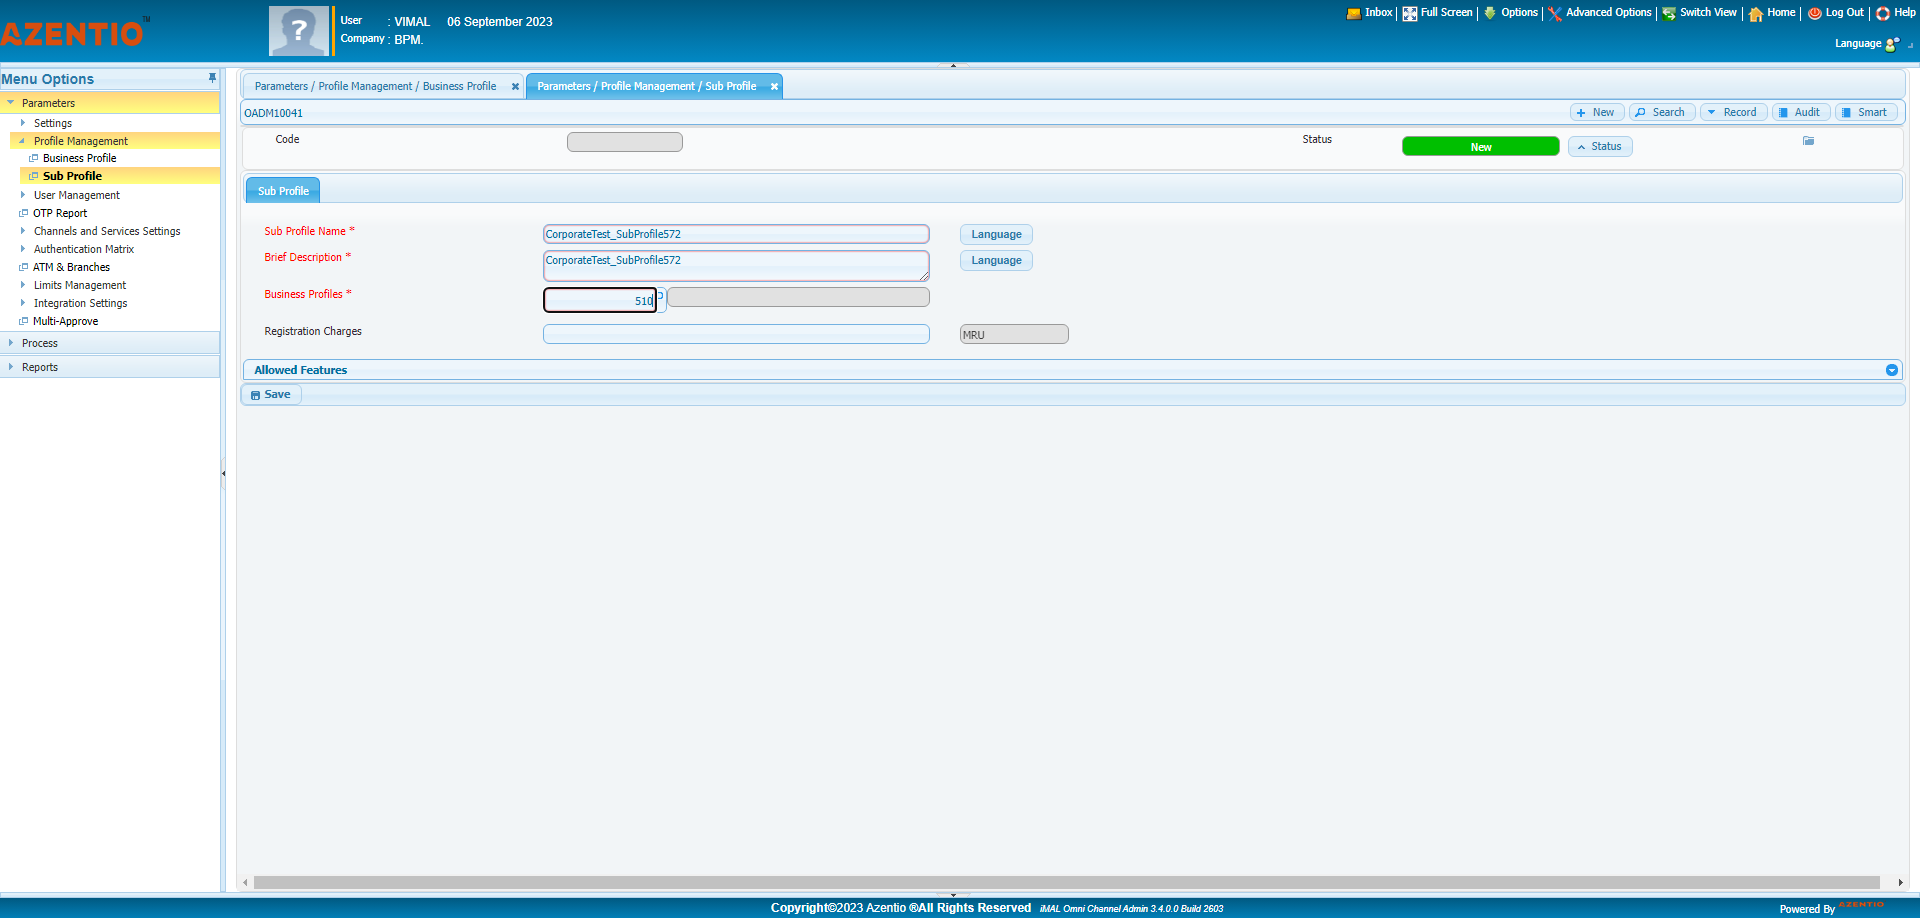 AZENTIO™
User : VIMAL 06 September 2023
Company : BPM.
Inbox Full Screen Options Advanced Options Switch View Home Log Out Help
Language
Menu Options
Parameters
Settings
Profile Management
Business Profile
Sub Profile
User Management
OTP Report
Channels and Services Settings
Authentication Matrix
ATM & Branches
Limits Management
Integration Settings
Multi-Approve
Process
Reports
Parameters / Profile Management / Business Profile
Parameters / Profile Management / Sub Profile
OADM10041
New Search Record Audit Smart
Code
Status New Status
Sub Profile
Sub Profile Name * CorporateTest_SubProfile572 Language
Brief Description * CorporateTest_SubProfile572 Language
Business Profiles * 510
Registration Charges MRU
Allowed Features
Save
Copyright©2023 Azentio ®All Rights Reserved iMAL Omni Channel Admin 3.4.0.0 Build 2603
Powered By AZENTIO